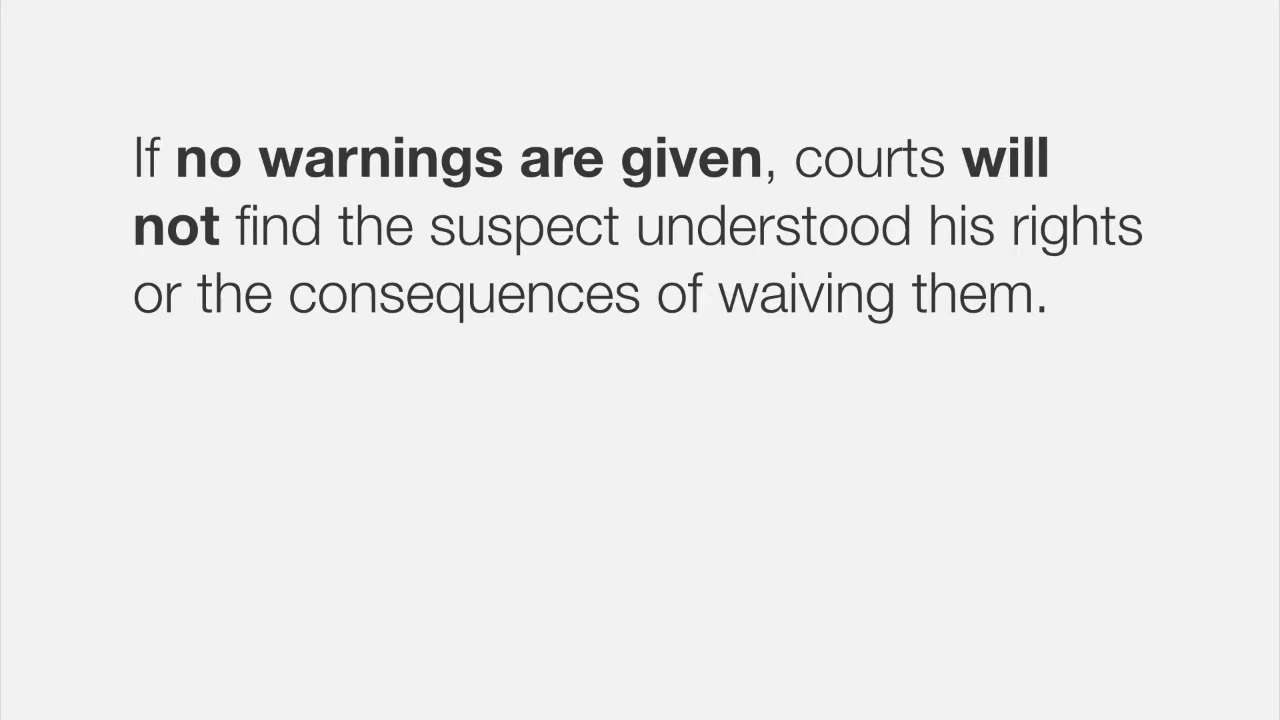 If no warnings are given, courts will
not find the suspect understood his rights
or the consequences of waiving them.